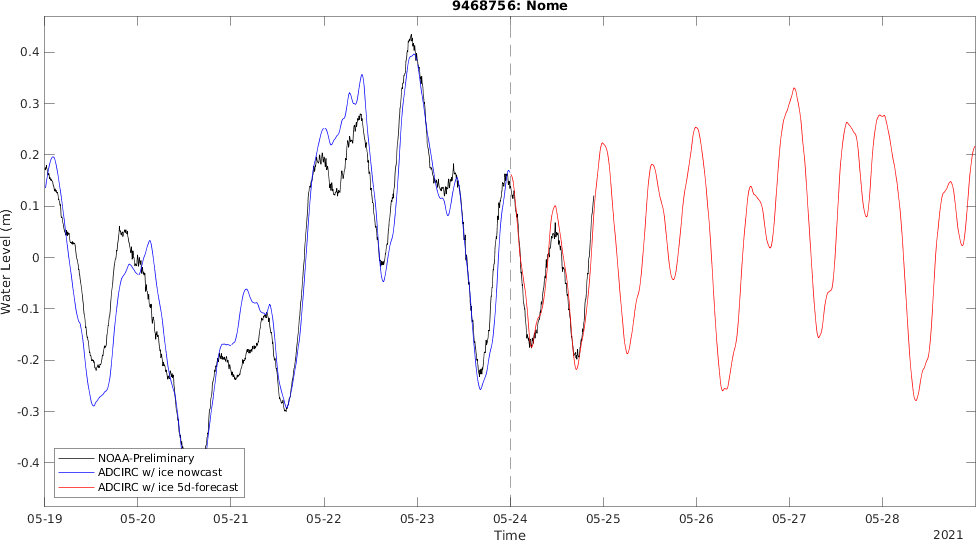 9468756: Nome
0.4
0.3
0.2
0.1
0
-0.1
-0.2
-0.3
-0.4
Water Level (m)
NOAA-Preliminary
ADCIRC w/ ice nowcast
ADCIRC w/ ice 5d-forecast
05-19 05-20 05-21 05-22 05-23 05-24 05-25 05-26 05-27 05-28
Time
2021